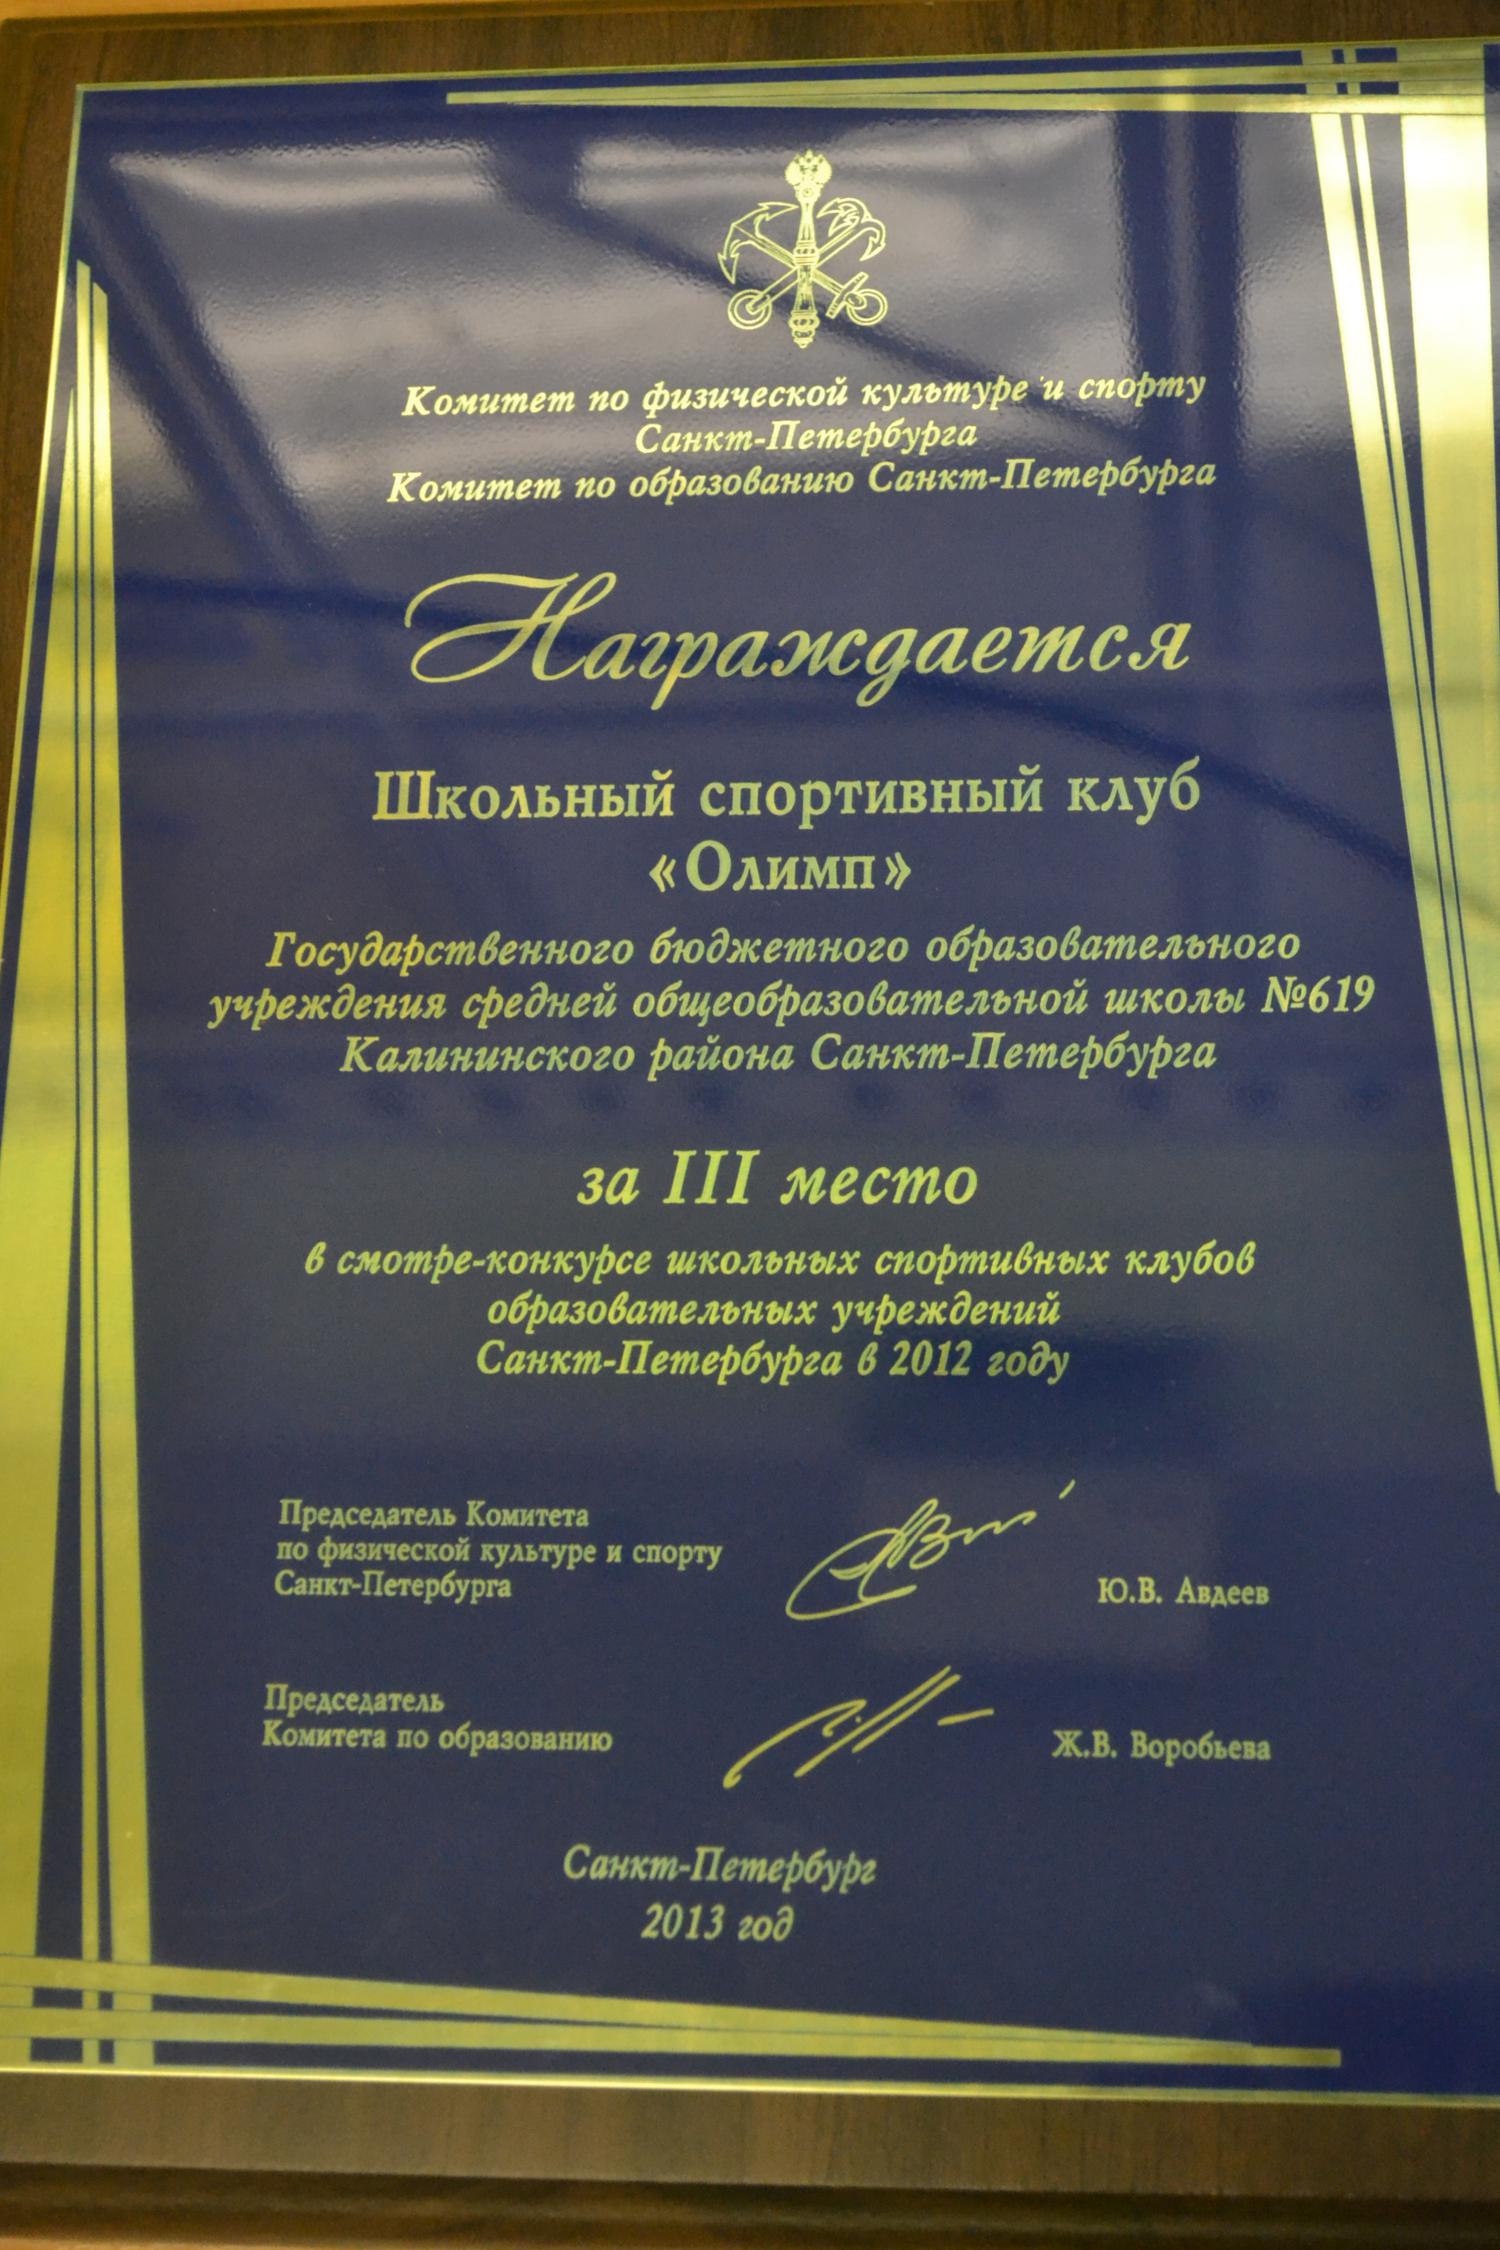 Комитет по физической культуре и спорту
Санкт-Петербурга
Комитет по образованию Санкт-Петербурга
Награждается
Школьный спортивный клуб
«Олимп»
Государственного бюджетного образовательного
учреждения средней общеобразовательной школы №619
Калининского района Санкт-Петербурга
за III место
в смотре-конкурсе школьных спортивных клубов
образовательных учреждений
Санкт-Петербурга в 2012 году
Председатель Комитета
по физической культуре и спорту
Санкт-Петербурга
Ю.В. Авдеев
Председатель
Комитета по образованию
Ж.В. Воробьева
Санкт-Петербург
2013 год